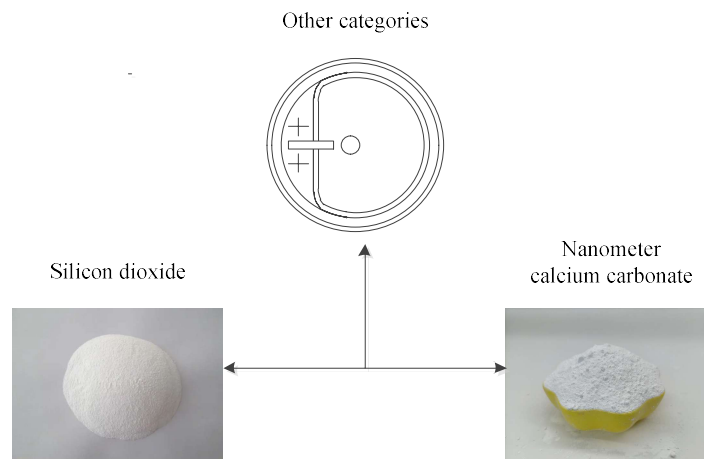 Other categories
Silicon dioxide
Nanometer
calcium carbonate